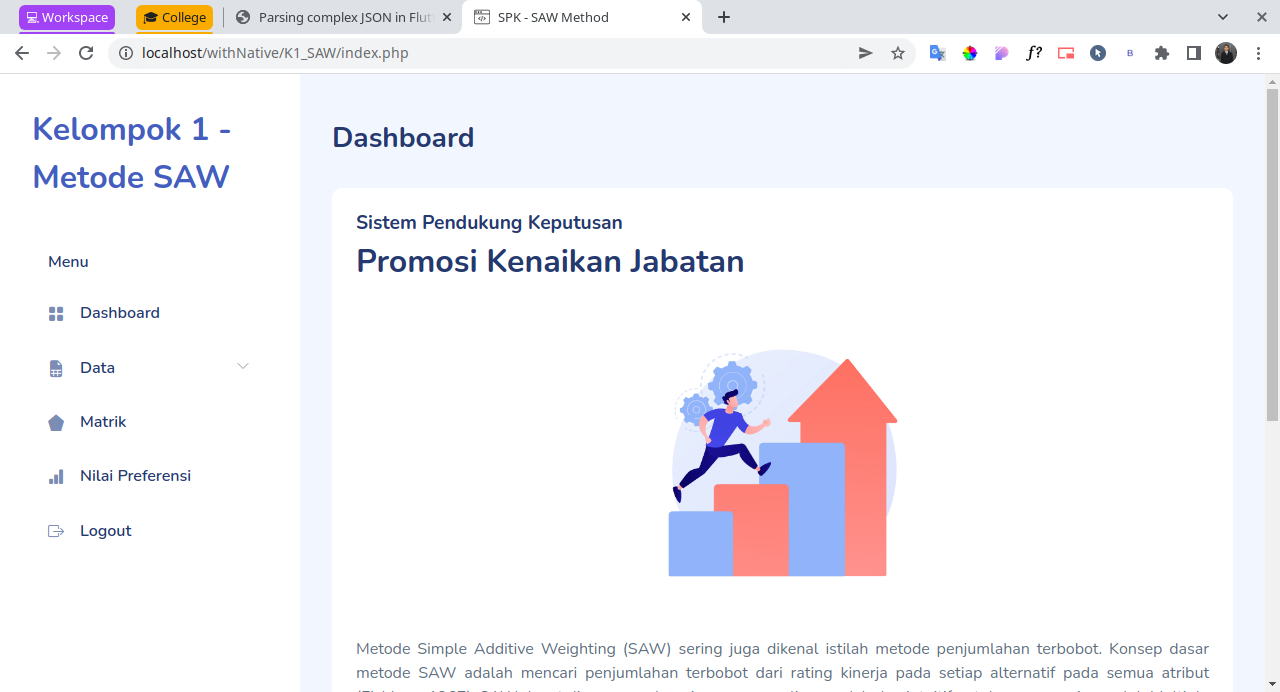 Workspace
College
Parsing complex JSON in Flut
SPK - SAW Method
localhost/withNative/K1_SAW/index.php
f?
B
Kelompok 1 -
Metode SAW
Menu
Dashboard
Data
Matrik
Nilai Preferensi
Logout
Dashboard
Sistem Pendukung Keputusan
Promosi Kenaikan Jabatan
Metode Simple Additive Weighting (SAW) sering juga dikenal istilah metode penjumlahan terbobot. Konsep dasar
metode SAW adalah mencari penjumlahan terbobot dari rating kinerja pada setiap alternatif pada semua atribut